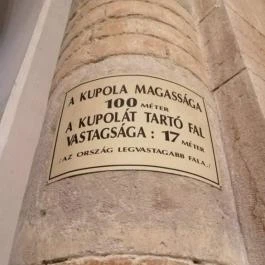 A KUPOLA MAGASSÁGA
100 MÉTER
A KUPOLÁT TARTÓ FAL
VASTAGSÁGA : 17 MÉTER
/AZ ORSZÁG LEGVASTAGABB FALA../